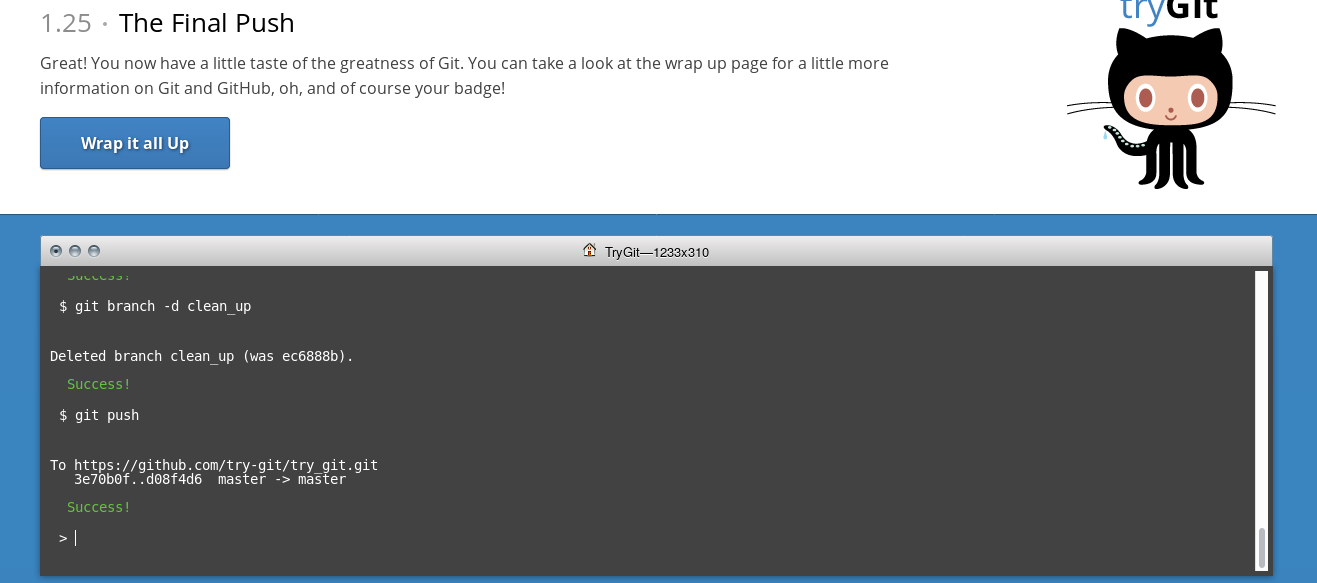 tryGit
1.25 · The Final Push
Great! You now have a little taste of the greatness of Git. You can take a look at the wrap up page for a little more
information on Git and GitHub, oh, and of course your badge!
Wrap it all Up
TryGit—1233x310
Success!
$ git branch -d clean_up
Deleted branch clean_up (was ec6888b).
Success!
$ git push
To https://github.com/try-git/try_git.git
3e70b0f..d08f4d6  master -> master
Success!
>